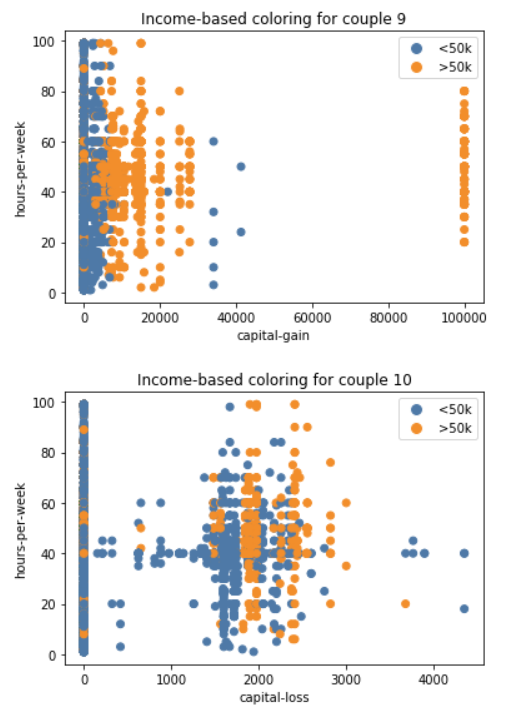 Income-based coloring for couple 9
100
80
60
40
20
0
hours-per-week
<50k
>50k
0 20000 40000 60000 80000 100000
capital-gain
Income-based coloring for couple 10
100
80
60
40
20
0
hours-per-week
<50k
>50k
0 1000 2000 3000 4000
capital-loss